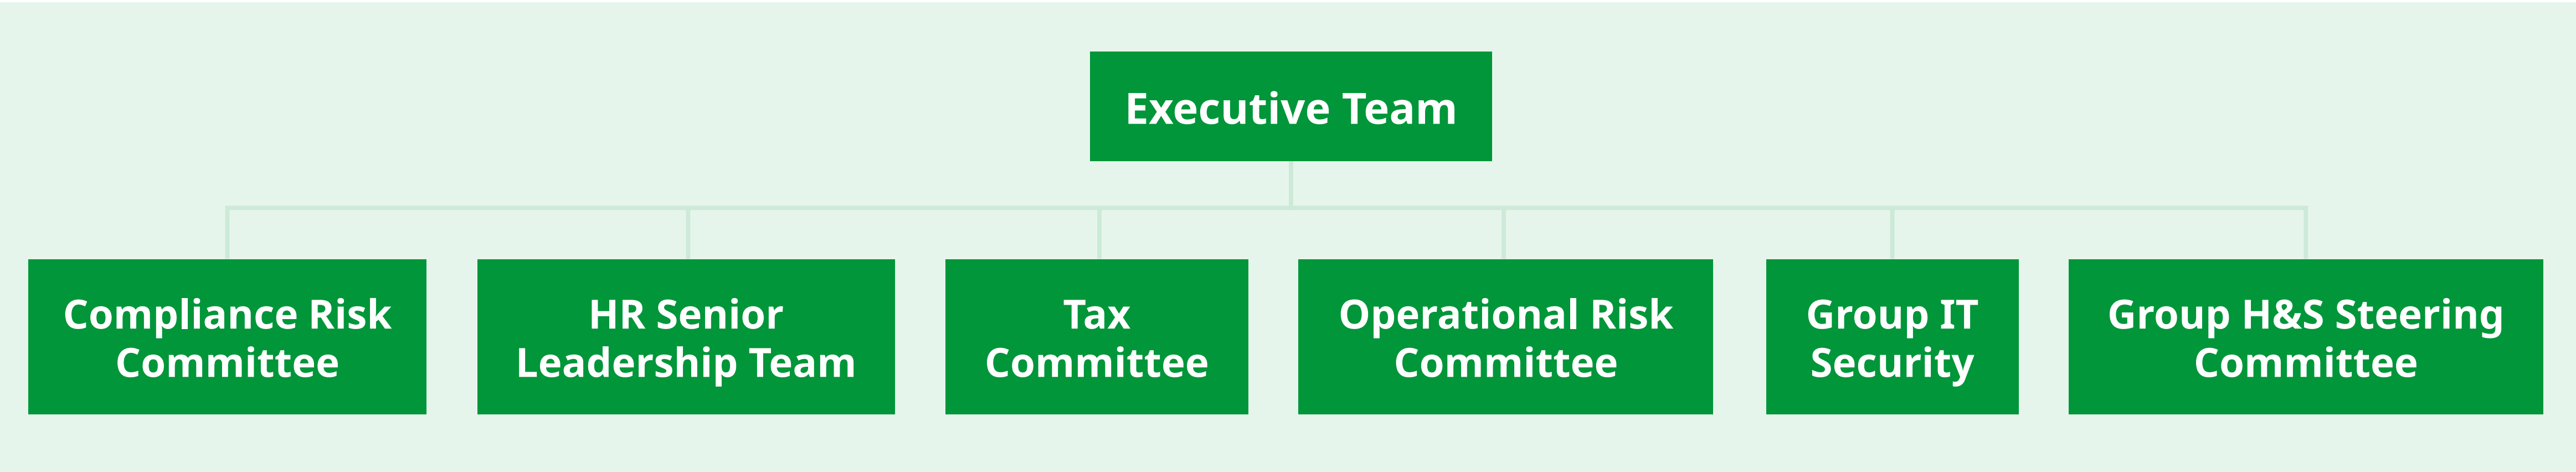 Executive Team
Compliance Risk
Committee
HR Senior
Leadership Team
Tax
Committee
Operational Risk
Committee
Group IT
Security
Group H&S Steering
Committee